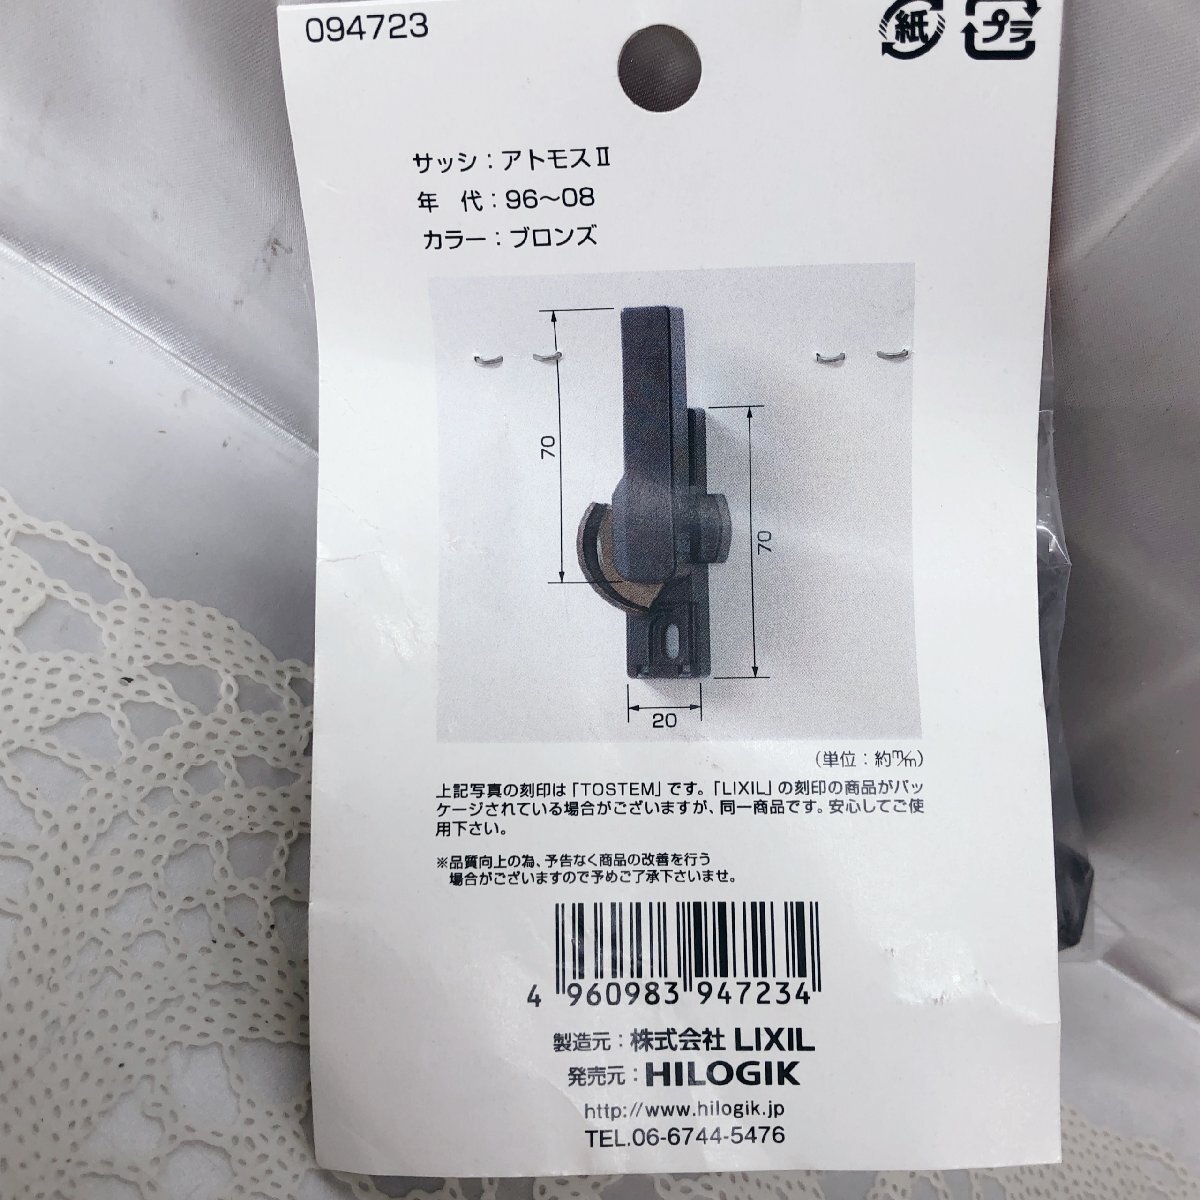 094723
紙 プラ
サッシ：アトモスⅡ
年　代：96～08
カラー：ブロンズ
70
70
20
（単位：約m/m）
上記写真の刻印は「TOSTEM」です。「LIXIL」の刻印の商品がパッ
ケージされている場合がございますが、同一商品です。安心してご使
用下さい。
※品質向上の為、予告なく商品の改善を行う
場合がございますので予めご了承下さいませ。
4 960983 947234
製造元：株式会社 LIXIL
発売元：HILOGIK
http://www.hilogik.jp
TEL.06-6744-5476